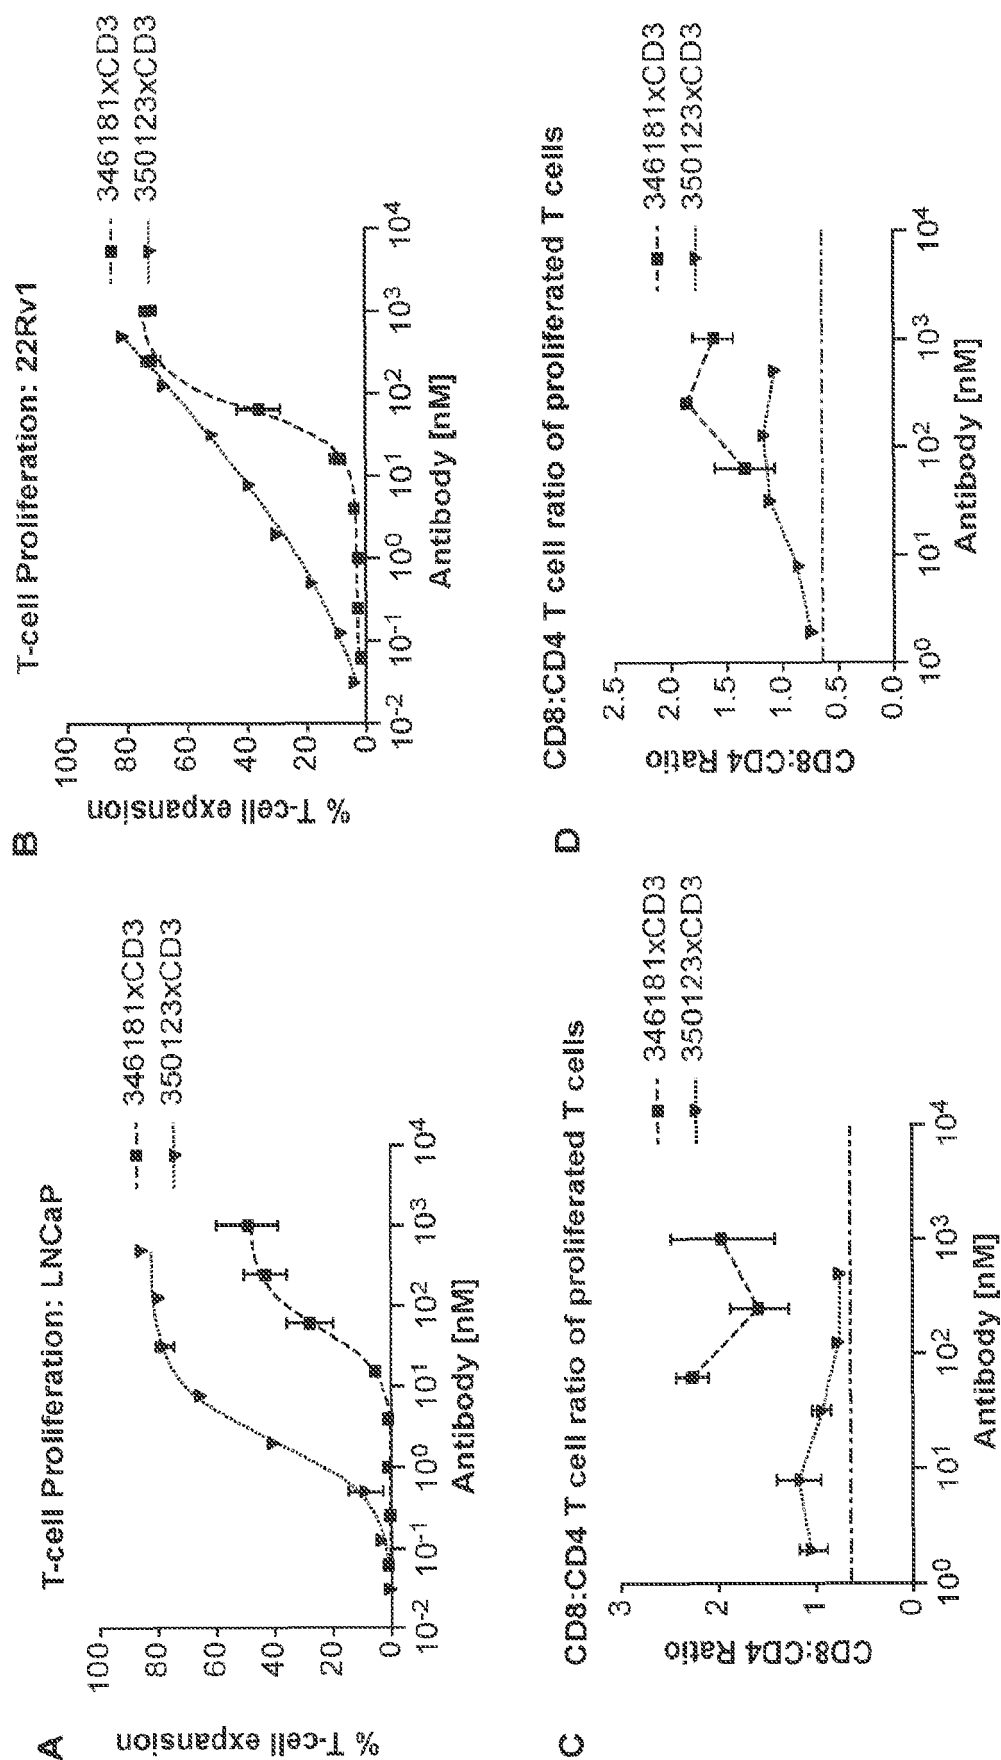 A
T-cell Proliferation: LNCaP
% T-cell expansion
100
80
60
40
20
0
10-2
10-1
100
101
102
103
104
Antibody [nM]
346181xCD3
350123xCD3
B
T-cell Proliferation: 22Rv1
% T-cell expansion
100
80
60
40
20
0
10-2
10-1
100
101
102
103
104
Antibody [nM]
346181xCD3
350123xCD3
C
CD8:CD4 T cell ratio of proliferated T cells
CD8:CD4 Ratio
3
2
1
0
100
101
102
103
104
Antibody [nM]
346181xCD3
350123xCD3
D
CD8:CD4 T cell ratio of proliferated T cells
CD8:CD4 Ratio
2.5
2.0
1.5
1.0
0.5
0.0
100
101
102
103
104
Antibody [nM]
346181xCD3
350123xCD3